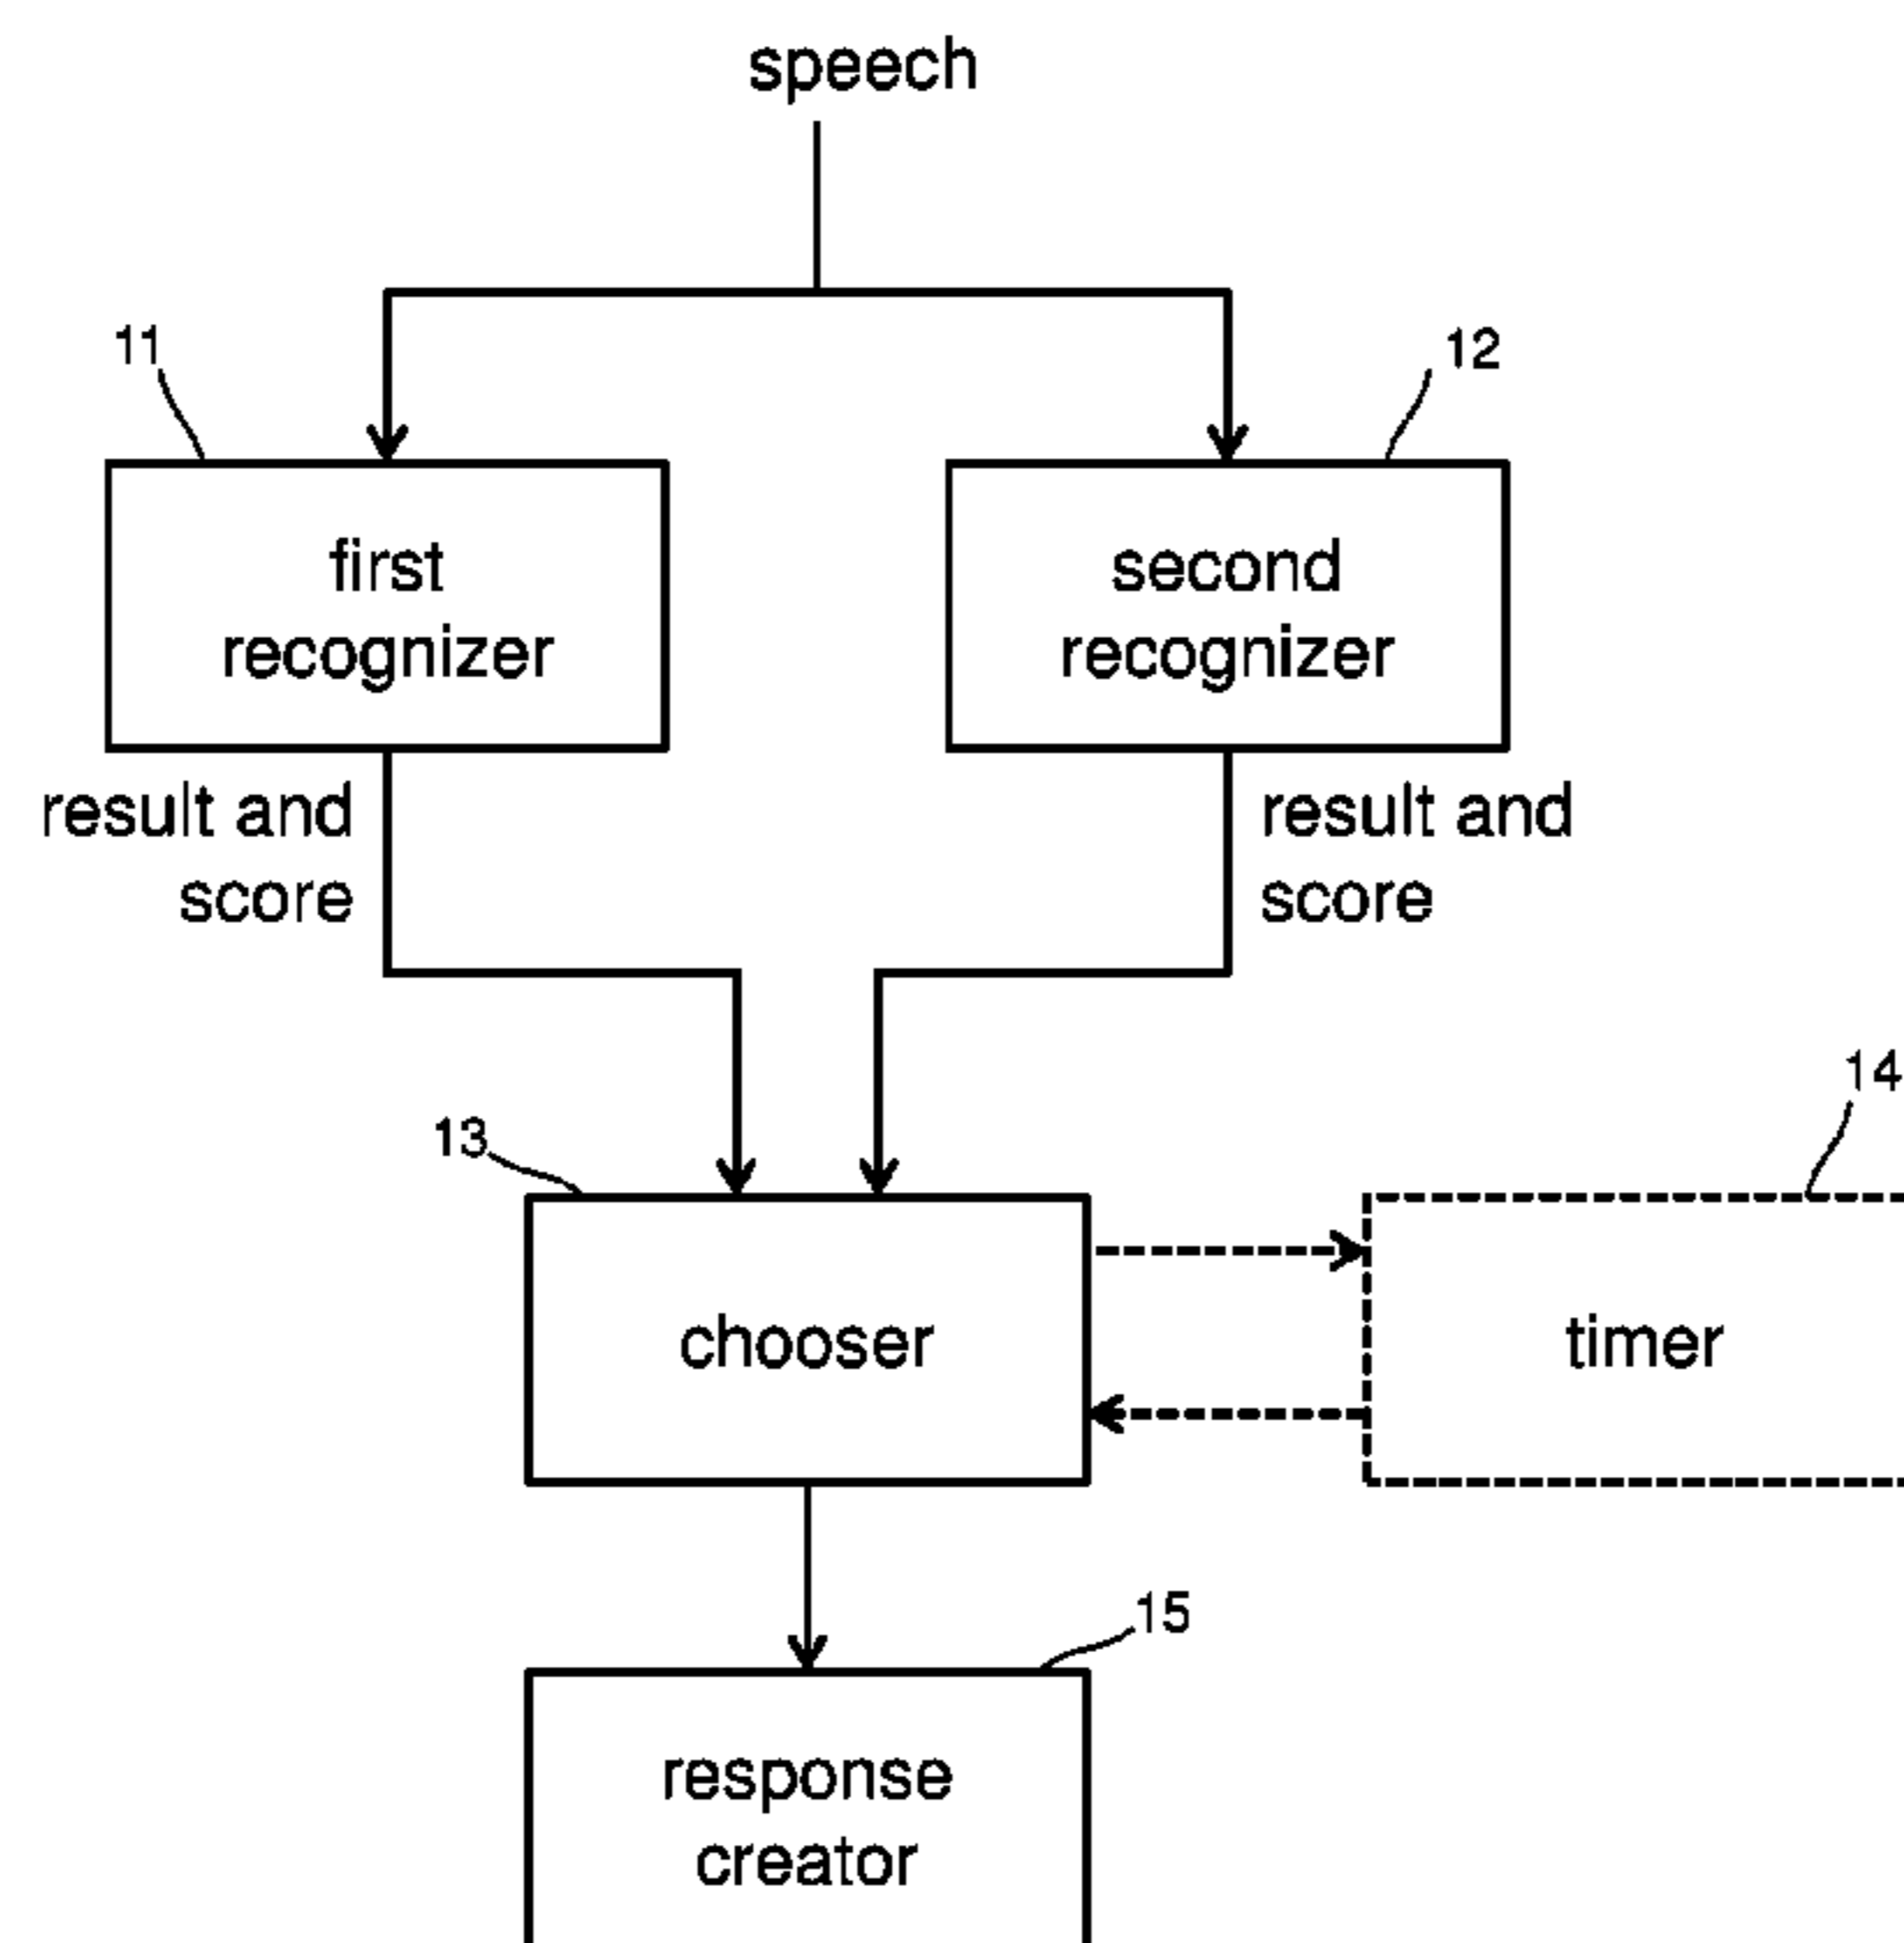 speech
11
12
first
recognizer
second
recognizer
result and
score
result and
score
14
13
chooser
timer
15
response
creator